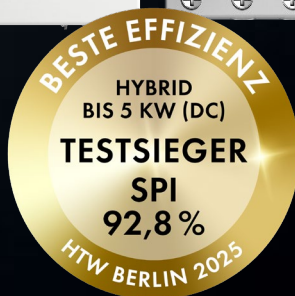 BESTE EFFIZIENZ
HYBRID
BIS 5 KW (DC)
TESTSIEGER
SPI
92,8 %
HTW BERLIN 2025